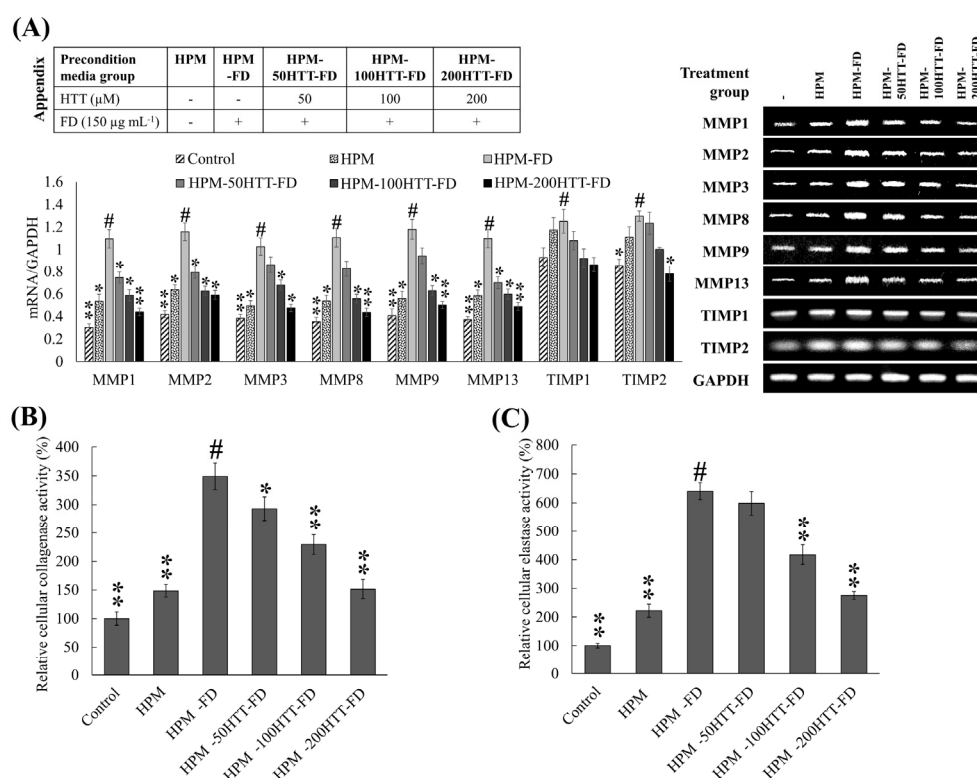 (A)
Appendix
Precondition media group HPM HPM -FD HPM- 50HTT-FD HPM- 100HTT-FD HPM- 200HTT-FD
HTT (µM) - - 50 100 200
FD (150 µg mL-1) - + + + +
Control HPM HPM-FD
HPM-50HTT-FD HPM-100HTT-FD HPM-200HTT-FD
mRNA/GAPDH
1.6
1.4
1.2
1
0.8
0.6
0.4
0.2
0
# # # # # # # #
** * * * ** * * * * ** ** * * ** ** * * ** ** * * ** ** * * * ** * *
MMP1 MMP2 MMP3 MMP8 MMP9 MMP13 TIMP1 TIMP2
Treatment group
- HPM HPM-FD HPM- 50HTT-FD HPM- 100HTT-FD HPM- 200HTT-FD
MMP1
MMP2
MMP3
MMP8
MMP9
MMP13
TIMP1
TIMP2
GAPDH
(B)
Relative cellular collagenase activity (%)
400
350
300
250
200
150
100
50
0
** ** # * ** **
Control HPM HPM -FD HPM -50HTT-FD HPM -100HTT-FD HPM -200HTT-FD
(C)
Relative cellular elastase activity (%)
800
700
600
500
400
300
200
100
0
** ** # ** **
Control HPM HPM -FD HPM -50HTT-FD HPM -100HTT-FD HPM -200HTT-FD